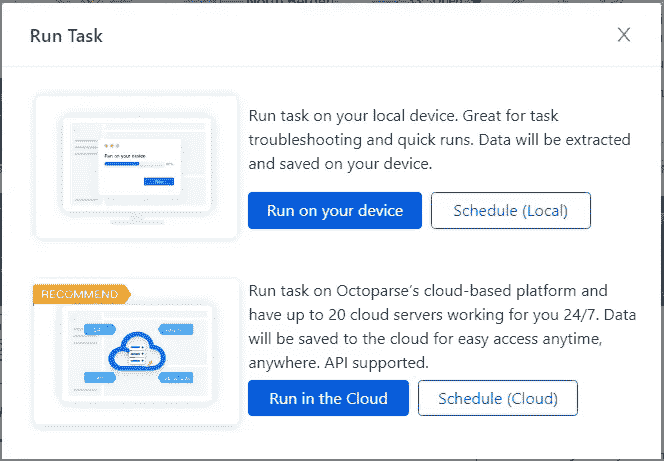 Run Task
Run on your device
Run task on your local device. Great for task
troubleshooting and quick runs. Data will be extracted
and saved on your device.
Run on your device
Schedule (Local)
RECOMMEND
Run task on Octoparse's cloud-based platform and
have up to 20 cloud servers working for you 24/7. Data
will be saved to the cloud for easy access anytime,
anywhere. API supported.
Run in the Cloud
Schedule (Cloud)